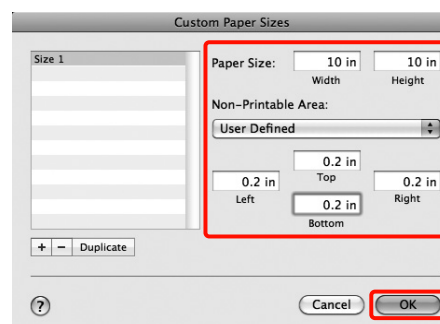 Custom Paper Sizes
Size 1
Paper Size: 10 in 10 in
Width Height
Non-Printable Area:
User Defined
0.2 in
Top
0.2 in 0.2 in
Left Right
0.2 in
Bottom
+ − Duplicate
? Cancel OK